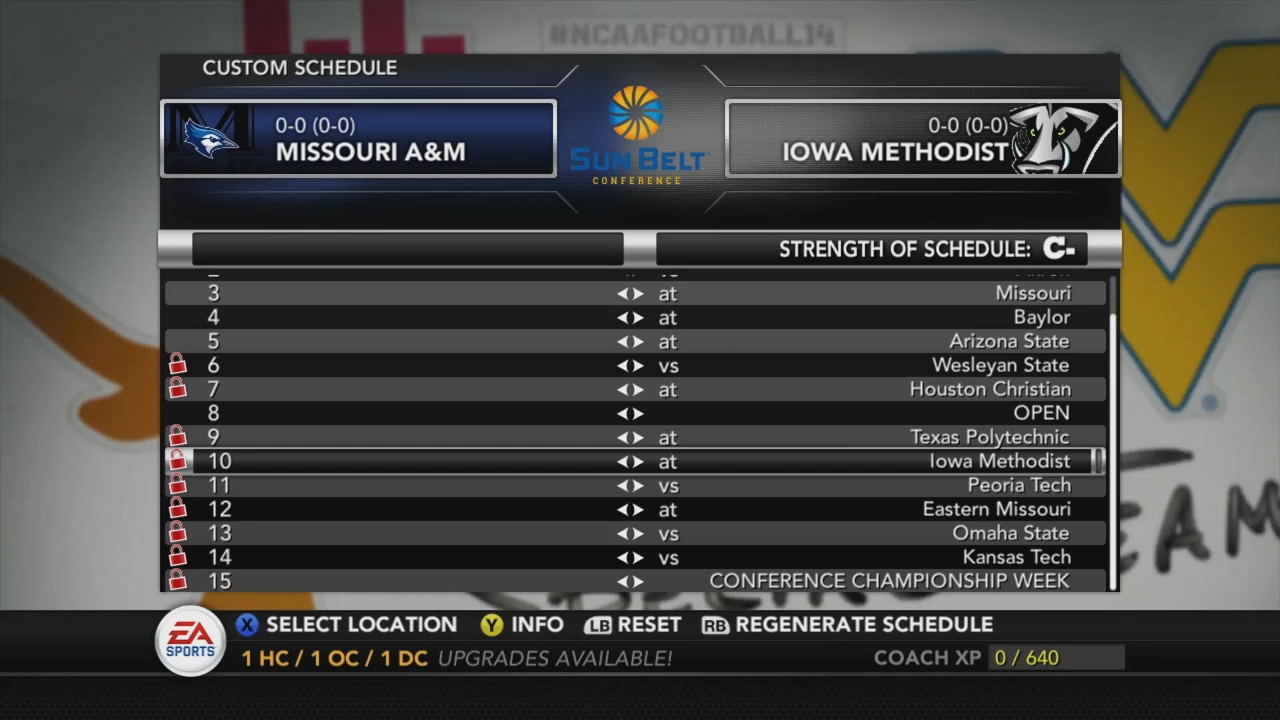 #NCAAFOOTBALL14
CUSTOM SCHEDULE
0-0 (0-0)
MISSOURI A&M
SUN BELT
CONFERENCE
0-0 (0-0)
IOWA METHODIST
STRENGTH OF SCHEDULE: C-
3 at Missouri
4 at Baylor
5 at Arizona State
6 vs Wesleyan State
7 at Houston Christian
8 OPEN
9 at Texas Polytechnic
10 at Iowa Methodist
11 vs Peoria Tech
12 at Eastern Missouri
13 vs Omaha State
14 vs Kansas Tech
15 CONFERENCE CHAMPIONSHIP WEEK
EA SPORTS
X SELECT LOCATION Y INFO LB RESET RB REGENERATE SCHEDULE
1 HC / 1 OC / 1 DC UPGRADES AVAILABLE! COACH XP 0 / 640